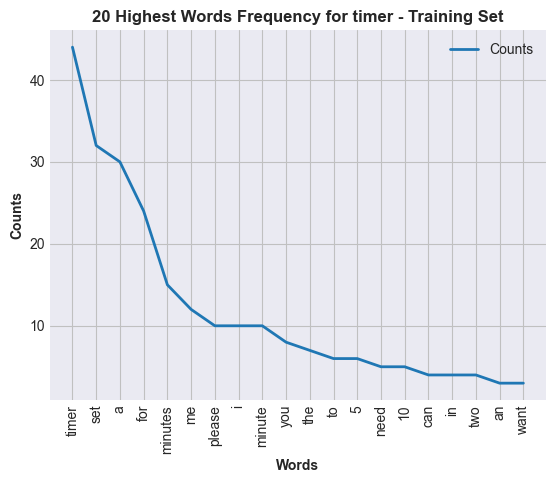 20 Highest Words Frequency for timer - Training Set
Counts
Counts
40
30
20
10
timer
set
a
for
minutes
me
please
i
minute
you
the
to
5
need
10
can
in
two
an
want
Words